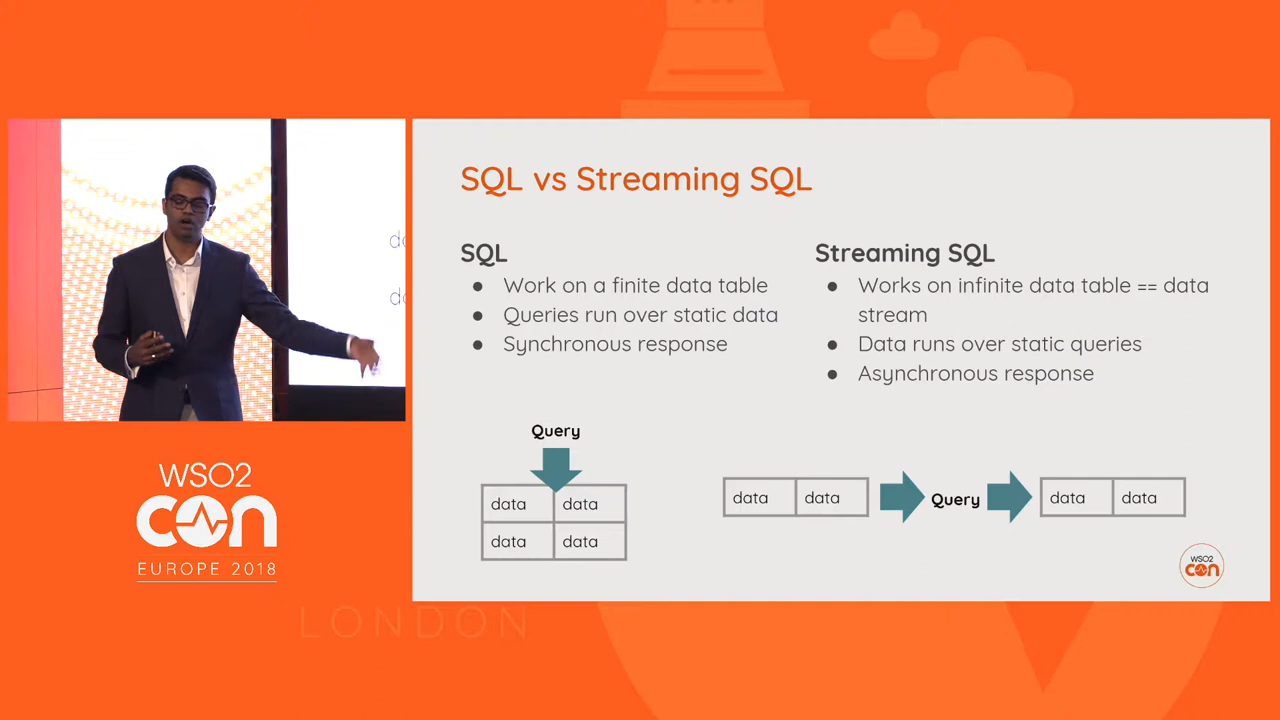 SQL vs Streaming SQL
SQL
● Work on a finite data table
● Queries run over static data
● Synchronous response
Streaming SQL
● Works on infinite data table == data
stream
● Data runs over static queries
● Asynchronous response
Query
data data
data data
data data Query data data
WSO2
CON
WSO2
CON
EUROPE 2018
LONDON